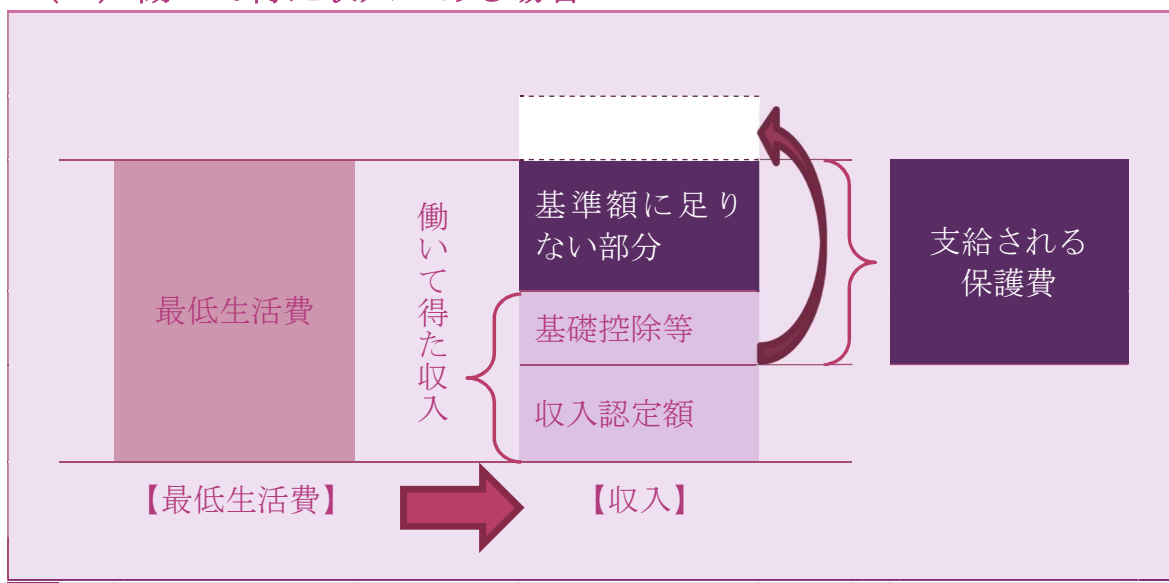 基準額に足り
ない部分
支給される
保護費
働いて得た収入
最低生活費
基礎控除等
収入認定額
【最低生活費】
【収入】